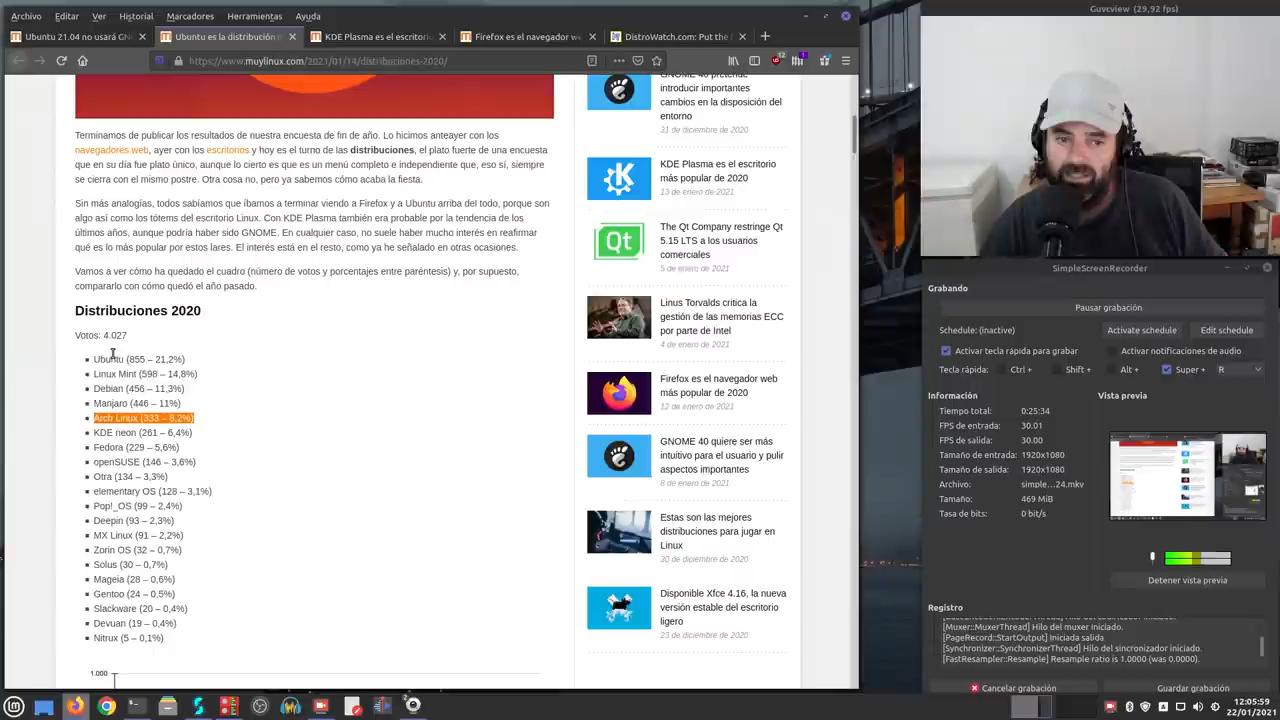 Archivo Editar Ver Historial Marcadores Herramientas Ayuda
Ubuntu 21.04 no usará GN
Ubuntu es la distribución
KDE Plasma es el escritori
Firefox es el navegador we
DistroWatch.com: Put the f
https://www.muylinux.com/2021/01/14/distribuciones-2020/
Terminamos de publicar los resultados de nuestra encuesta de fin de año. Lo hicimos anteayer con los
navegadores web, ayer con los escritorios y hoy es el turno de las distribuciones, el plato fuerte de una encuesta
que en su día fue plato único, aunque lo cierto es que es un menú completo e independiente que, eso sí, siempre
se cierra con el mismo postre. Otra cosa no, pero ya sabemos cómo acaba la fiesta.
Sin más analogías, todos sabíamos que íbamos a terminar viendo a Firefox y a Ubuntu arriba del todo, porque son
algo así como los tótems del escritorio Linux. Con KDE Plasma también era probable por la tendencia de los
últimos años, aunque podría haber sido GNOME. En cualquier caso, no suele haber mucho interés en reafirmar
qué es lo más popular por estos lares. El interés está en el resto, como ya he señalado en otras ocasiones.
Vamos a ver cómo ha quedado el cuadro (número de votos y porcentajes entre paréntesis) y, por supuesto,
compararlo con cómo quedó el año pasado.
Distribuciones 2020
Votos: 4.027
Ubuntu (855 – 21,2%)
Linux Mint (598 – 14,8%)
Debian (456 – 11,3%)
Manjaro (446 – 11%)
Arch Linux (333 – 8,2%)
KDE neon (261 – 6,4%)
Fedora (229 – 5,6%)
openSUSE (146 – 3,6%)
Otra (134 – 3,3%)
elementary OS (128 – 3,1%)
Pop!_OS (99 – 2,4%)
Deepin (93 – 2,3%)
MX Linux (91 – 2,2%)
Zorin OS (32 – 0,7%)
Solus (30 – 0,7%)
Mageia (28 – 0,6%)
Gentoo (24 – 0,5%)
Slackware (20 – 0,4%)
Devuan (19 – 0,4%)
Nitrux (5 – 0,1%)
1.000
GNOME 40 pretende
introducir importantes
cambios en la disposición del
entorno
31 de diciembre de 2020
KDE Plasma es el escritorio
más popular de 2020
13 de enero de 2021
The Qt Company restringe Qt
5.15 LTS a los usuarios
comerciales
5 de enero de 2021
Linus Torvalds critica la
gestión de las memorias ECC
por parte de Intel
4 de enero de 2021
Firefox es el navegador web
más popular de 2020
12 de enero de 2021
GNOME 40 quiere ser más
intuitivo para el usuario y pulir
aspectos importantes
8 de enero de 2021
Estas son las mejores
distribuciones para jugar en
Linux
30 de diciembre de 2020
Disponible Xfce 4.16, la nueva
versión estable del escritorio
ligero
23 de diciembre de 2020
Guvcview (29,92 fps)
SimpleScreenRecorder
Grabando
Pausar grabación
Schedule: (inactive) Activate schedule Edit schedule
Activar tecla rápida para grabar Activar notificaciones de audio
Tecla rápida: Ctrl + Shift + Alt + Super + R
Información
Tiempo total: 0:25:34
FPS de entrada: 30.01
FPS de salida: 30.00
Tamaño de entrada: 1920x1080
Tamaño de salida: 1920x1080
Archivo: simple...24.mkv
Tamaño: 469 MiB
Tasa de bits: 0 bit/s
Vista previa
Detener vista previa
Registro
[Muxer::MuxerThread] Hilo del muxer iniciado.
[PageRecord::StartOutput] Iniciada salida
[Synchronizer::SynchronizerThread] Hilo del sincronizador iniciado.
[FastResampler::Resample] Resample ratio is 1.0000 (was 0.0000).
Cancelar grabación Guardar grabación
12:05:59
22/01/2021